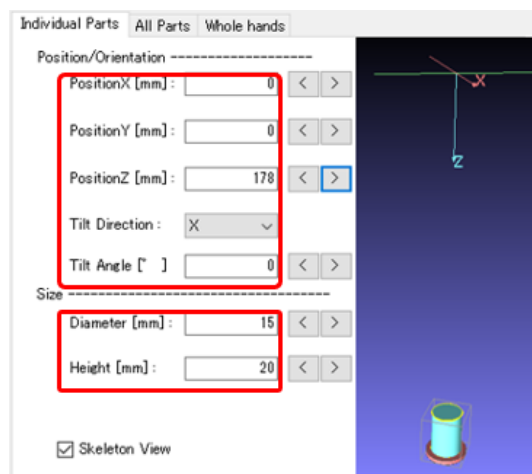 Individual Parts All Parts Whole hands
Position/Orientation -------------------
PositionX [mm] : 0 < >
PositionY [mm] : 0 < >
PositionZ [mm] : 178 < >
Tilt Direction : X
Tilt Angle [° ] 0 < >
Size -----------------------------------
Diameter [mm] : 15 < >
Height [mm] : 20 < >
Skeleton View
X
Z